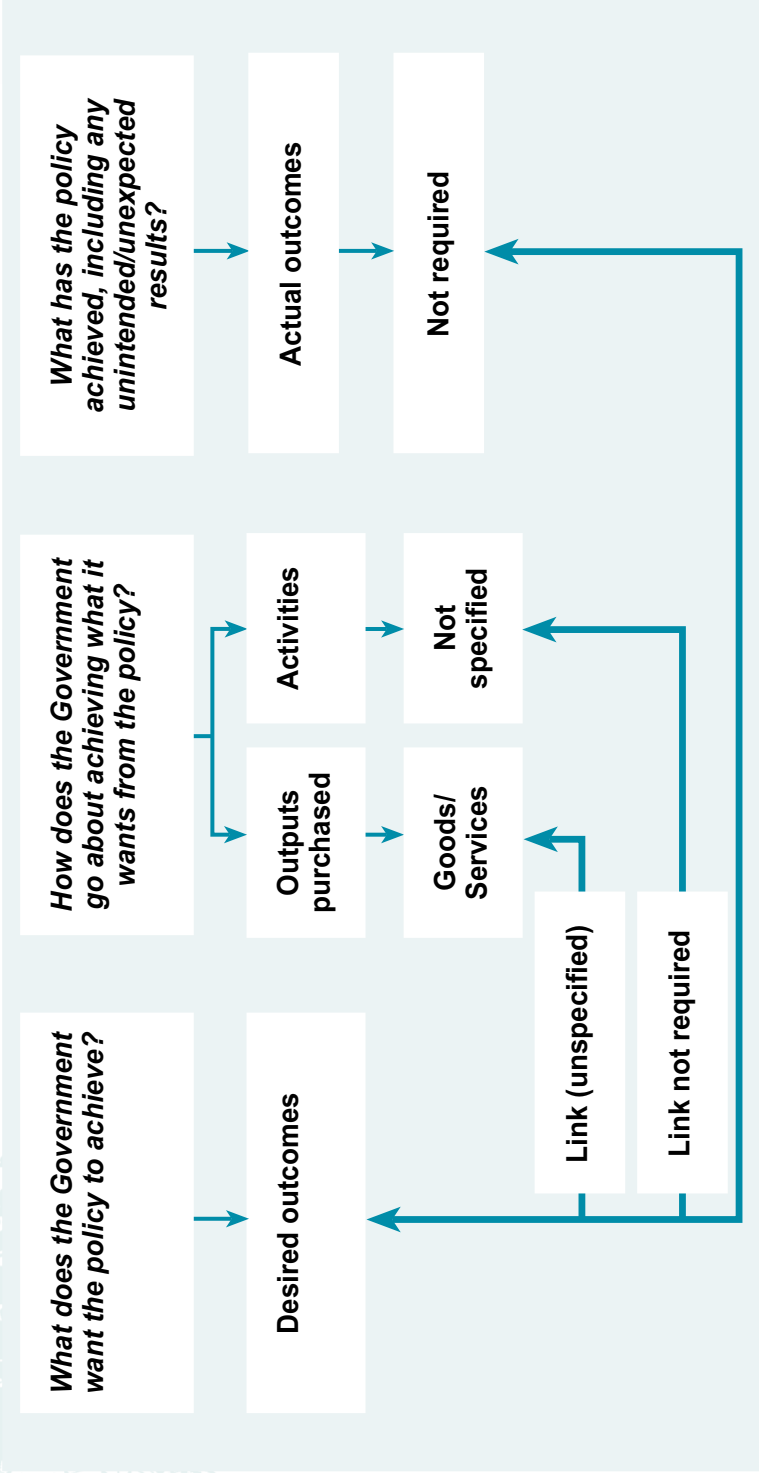 What does the Government
want the policy to achieve?
How does the Government
go about achieving what it
wants from the policy?
What has the policy
achieved, including any
unintended/unexpected
results?
Desired outcomes
Outputs
purchased
Activities
Actual outcomes
Goods/
Services
Not
specified
Not required
Link (unspecified)
Link not required